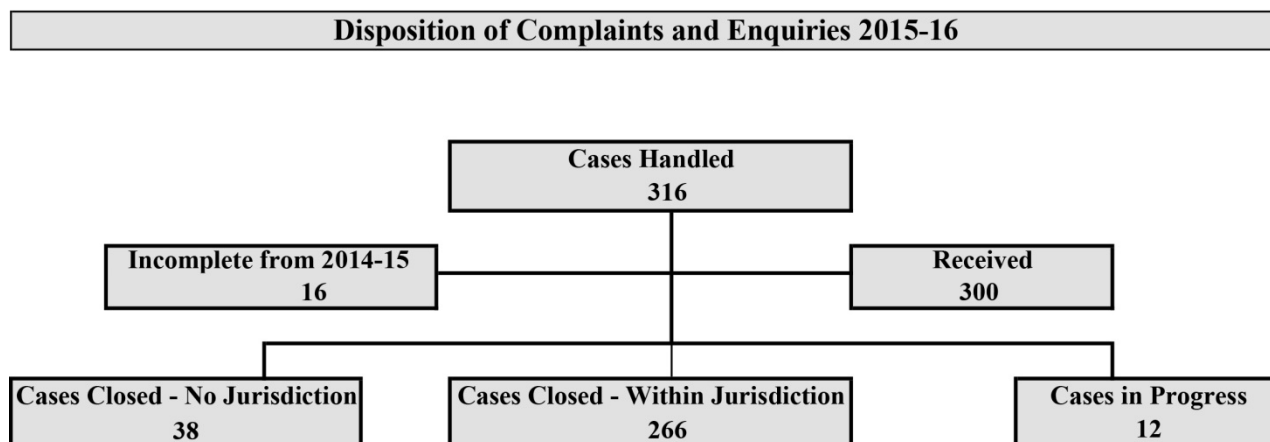 Disposition of Complaints and Enquiries 2015-16
Cases Handled
316
Incomplete from 2014-15
16
Received
300
Cases Closed - No Jurisdiction
38
Cases Closed - Within Jurisdiction
266
Cases in Progress
12